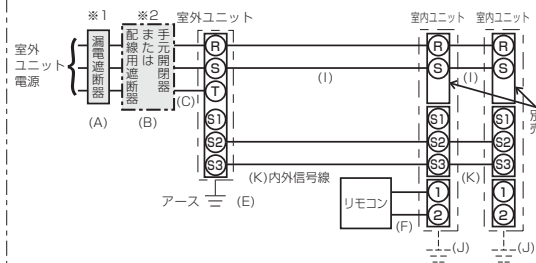 ※1 ※2 室外ユニット 室内ユニット 室内ユニット
室外
ユニット
電源
漏電遮断器
手元開閉器
または
配線用遮断器
R
S
T
S1
S2
S3
(A)
(B)
(C)
(I)
(I)
R
S
S1
S2
S3
1
2
R
S
S1
S2
S3
1
2
(K)内外信号線
(K)
アース (E)
リモコン
(F)
(J)
(J)
別